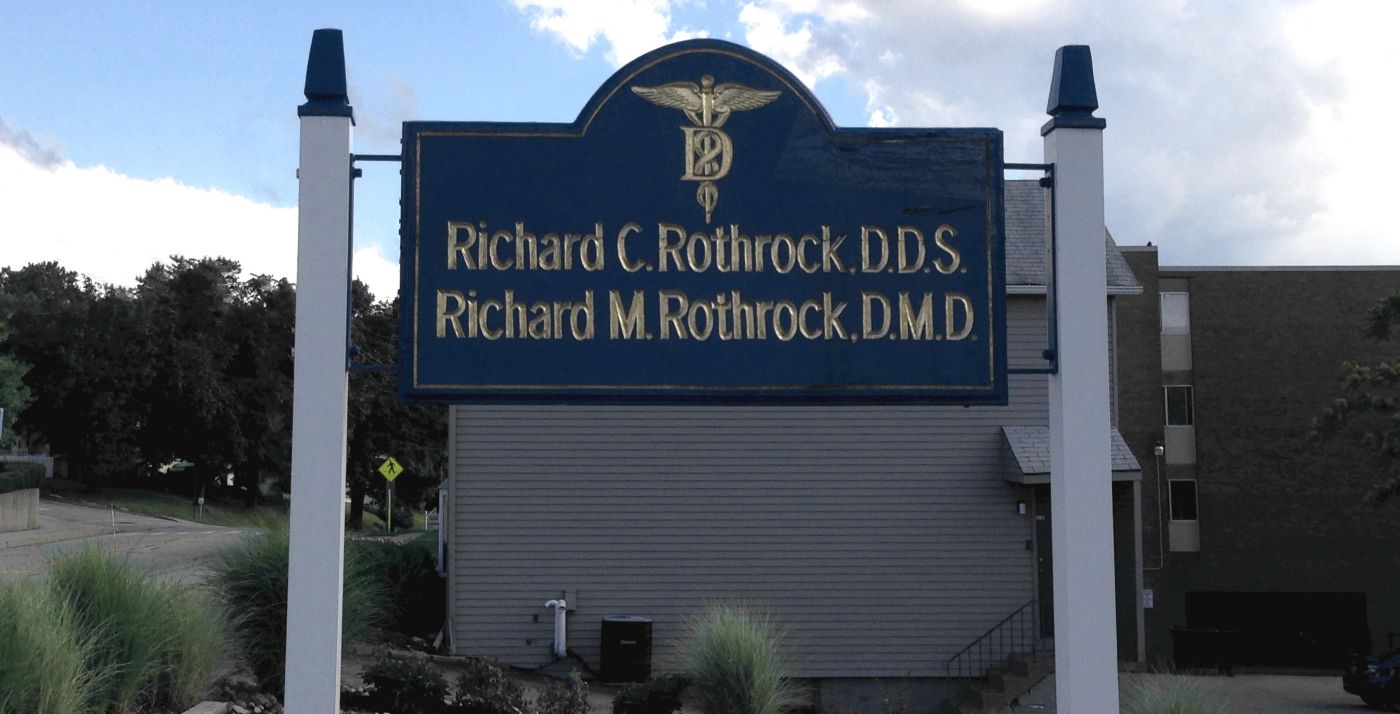 D
Richard C. Rothrock, D.D.S.
Richard M. Rothrock, D.M.D.